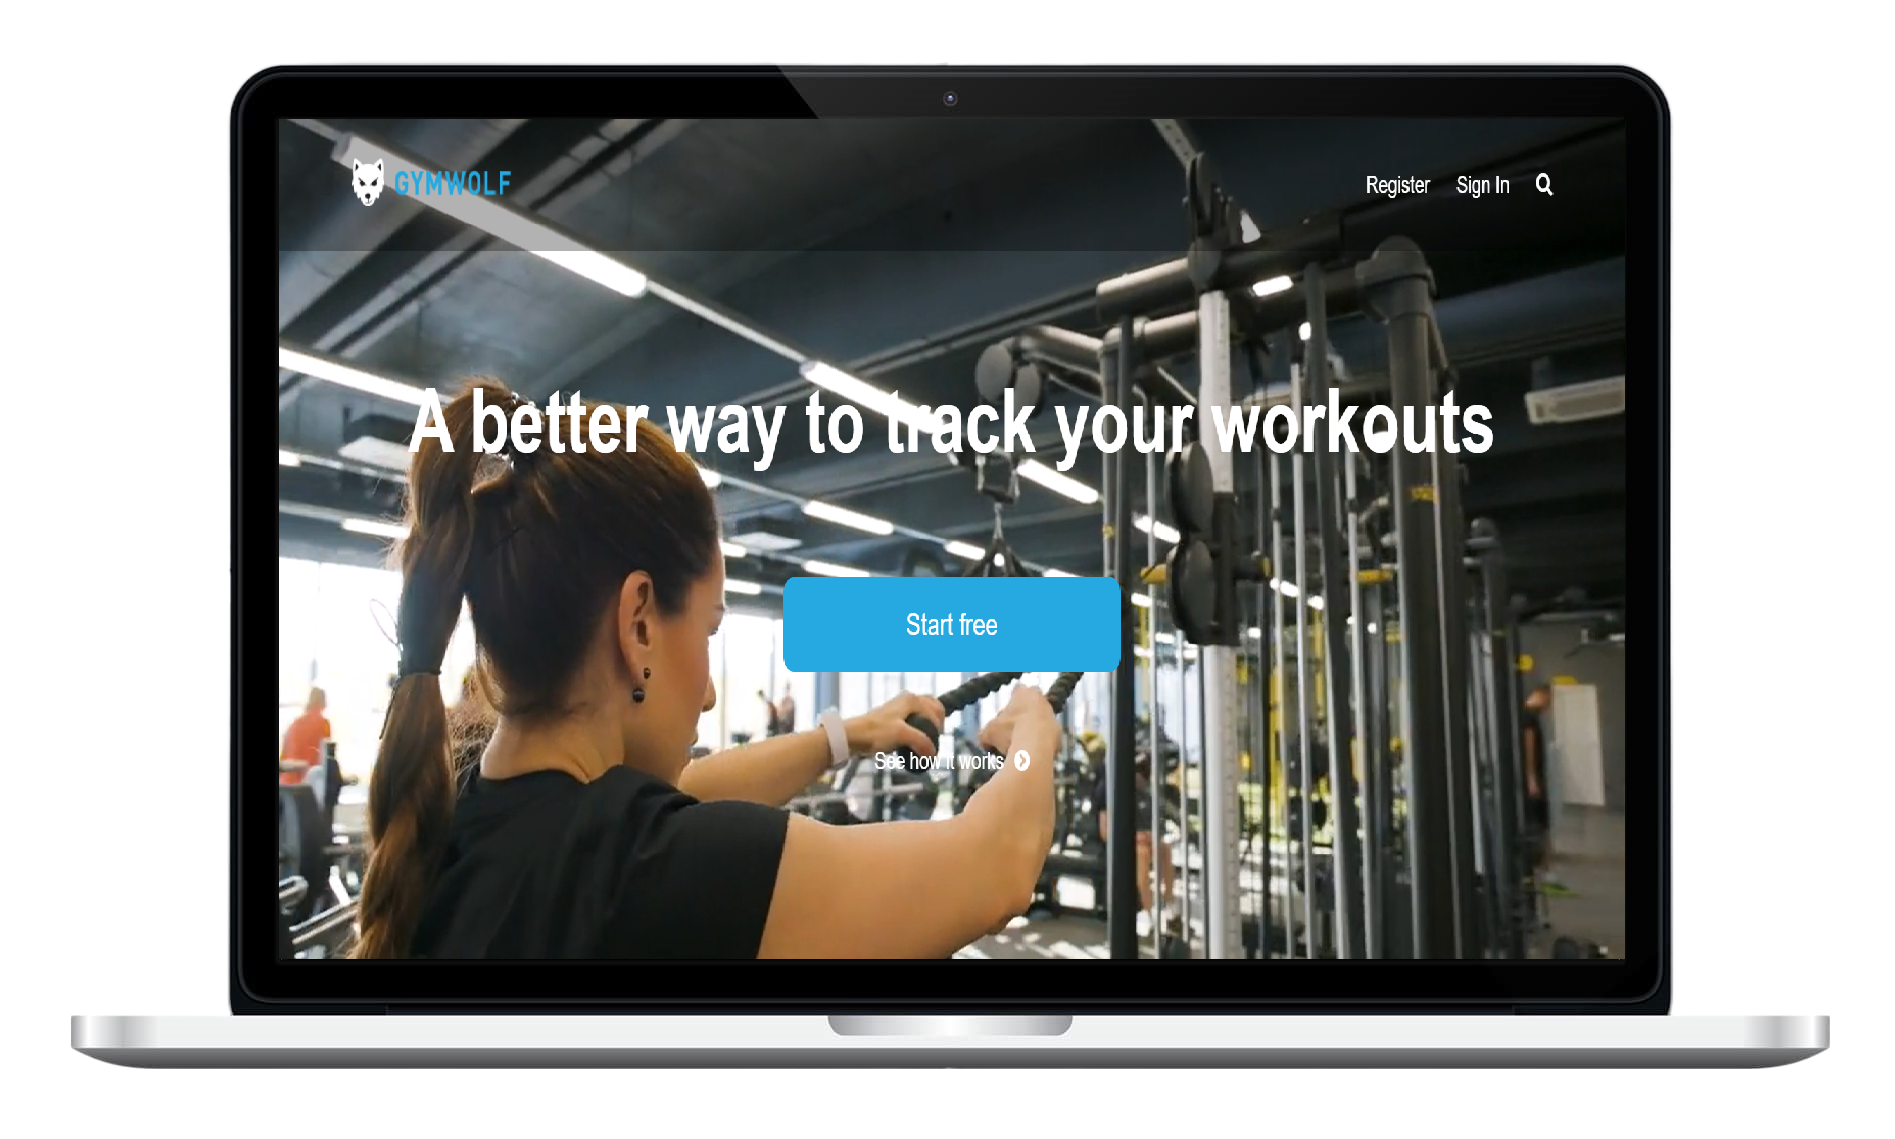 GYMWOLF
Register Sign In
A better way to track your workouts
Start free
See how it works